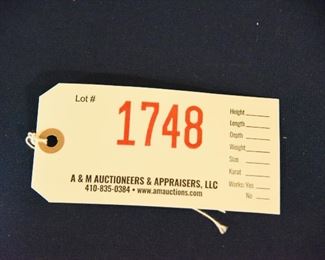 Lot #
1748
A & M AUCTIONEERS & APPRAISERS, LLC
410-835-0384 • www.amauctions.com
Height
Length
Depth
Weight
Size
Karat
Works: Yes
No